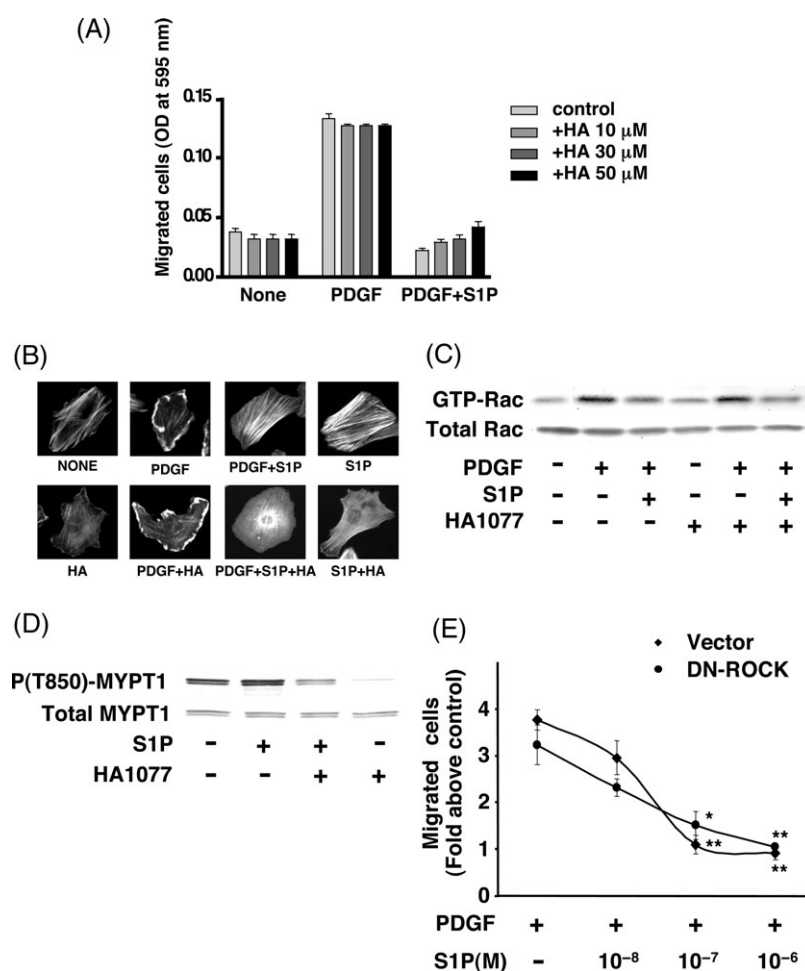 (A)
Migrated cells (OD at 595 nm)
0.15
0.10
0.05
0.00
None PDGF PDGF+S1P
control
+HA 10 μM
+HA 30 μM
+HA 50 μM
(B)
NONE PDGF PDGF+S1P S1P
HA PDGF+HA PDGF+S1P+HA S1P+HA
(C)
GTP-Rac
Total Rac
PDGF - + + - + +
S1P - - + - - +
HA1077 - - - + + +
(D)
P(T850)-MYPT1
Total MYPT1
S1P - + + -
HA1077 - - + +
(E)
Vector
DN-ROCK
Migrated cells
(Fold above control)
4
3
2
1
0
*
**
**
**
PDGF + + + +
S1P(M) - 10⁻⁸ 10⁻⁷ 10⁻⁶